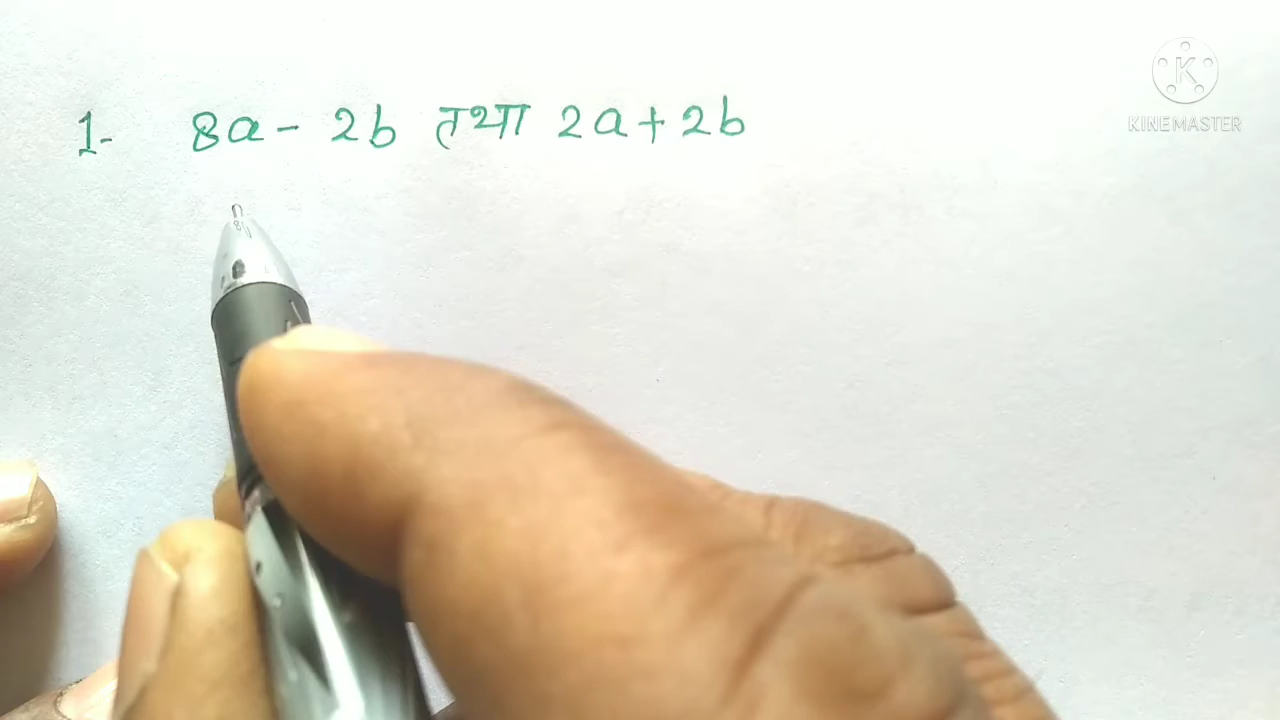 1- 8a - 2b तथा 2a + 2b
K
KINEMASTER